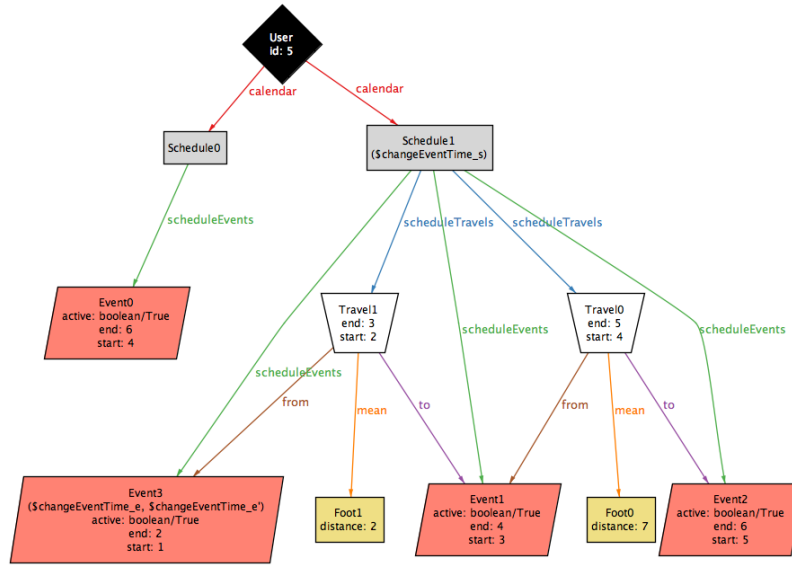 User
id: 5
calendar
calendar
Schedule0
Schedule1
($changeEventTime_s)
scheduleEvents
scheduleTravels
scheduleTravels
Event0
active: boolean/True
end: 6
start: 4
Travel1
end: 3
start: 2
Travel0
end: 5
start: 4
scheduleEvents
scheduleEvents
scheduleEvents
from
mean
to
from
mean
to
Event3
($changeEventTime_e, $changeEventTime_e')
active: boolean/True
end: 2
start: 1
Foot1
distance: 2
Event1
active: boolean/True
end: 4
start: 3
Foot0
distance: 7
Event2
active: boolean/True
end: 6
start: 5